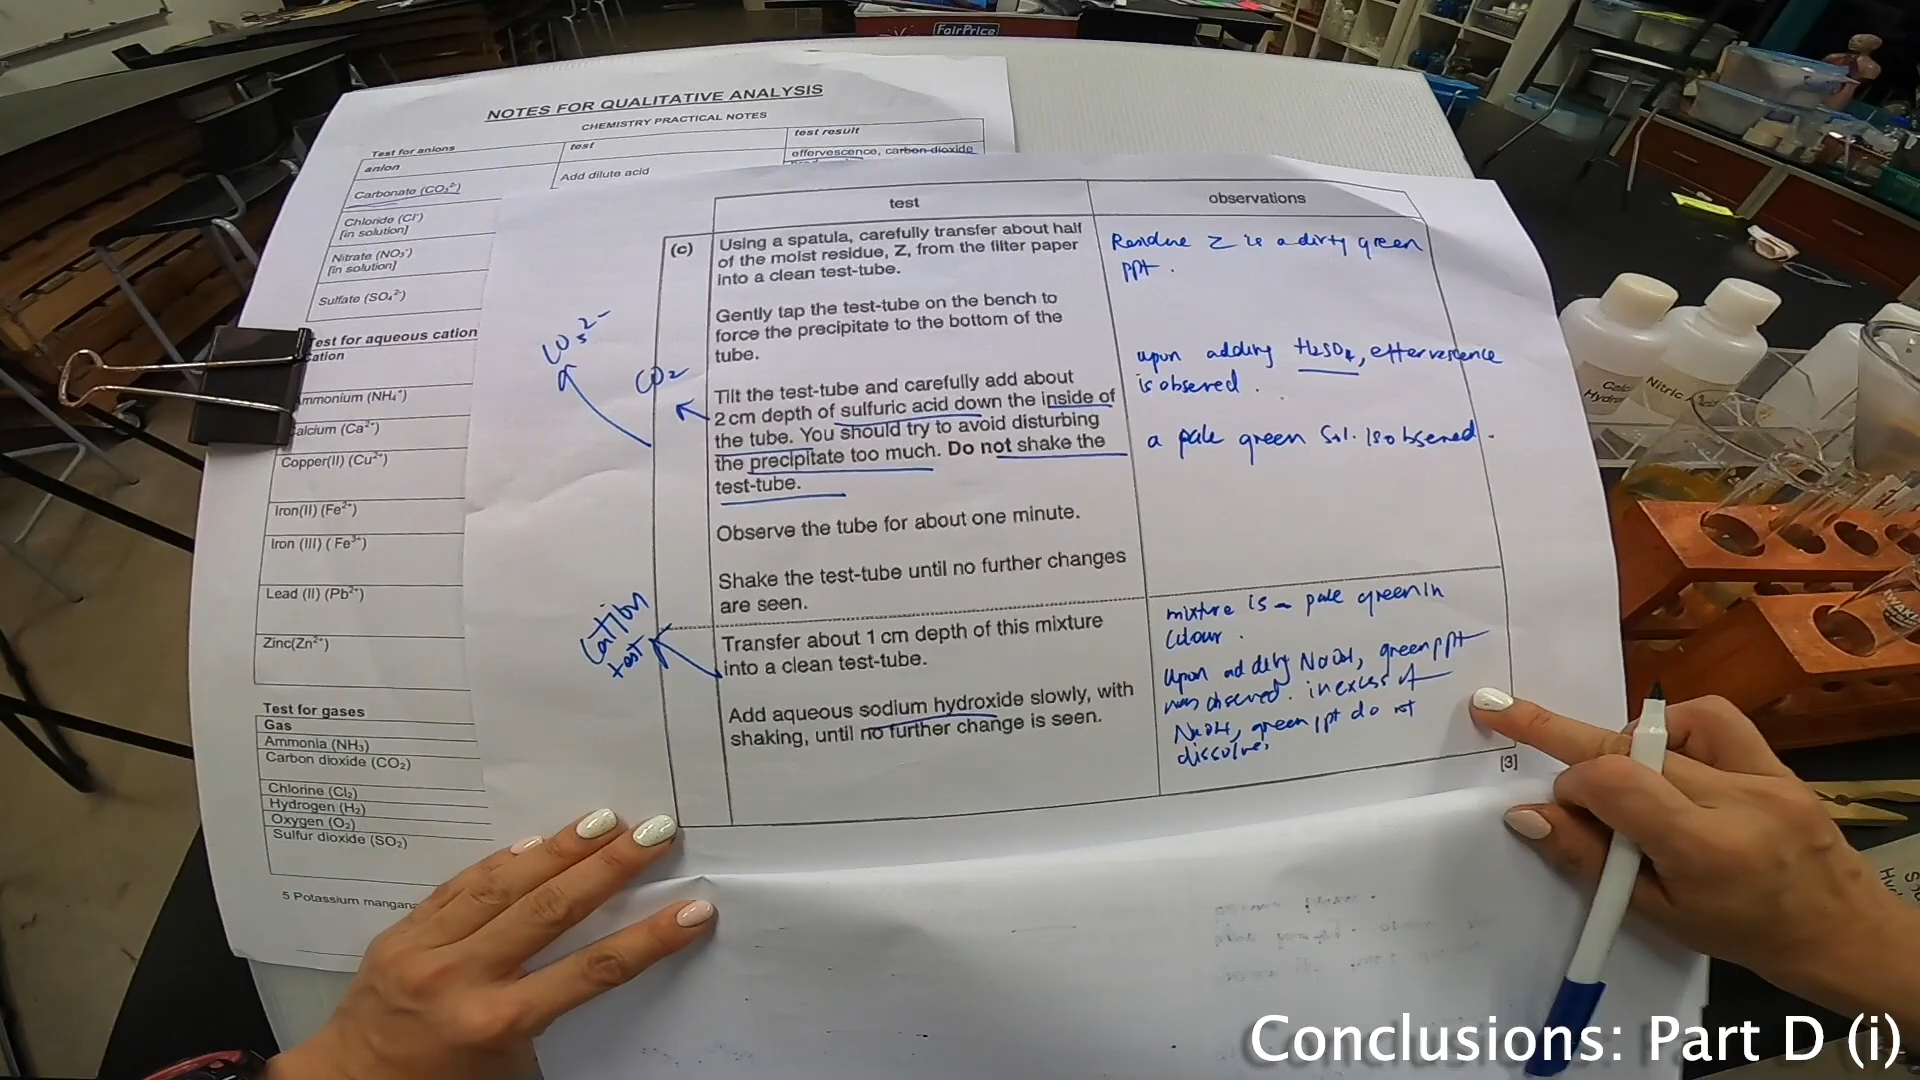 FairPrice
NOTES FOR QUALITATIVE ANALYSIS
CHEMISTRY PRACTICAL NOTES
Test for anions
anion
test
test result
Carbonate (CO₃²⁻)
Add dilute acid
effervescence, carbon dioxide
Chloride (Cl⁻)
[in solution]
Nitrate (NO₃⁻)
[in solution]
Sulfate (SO₄²⁻)
Test for aqueous cation
cation
Ammonium (NH₄⁺)
Calcium (Ca²⁺)
Copper(II) (Cu²⁺)
Iron(II) (Fe²⁺)
Iron (III) (Fe³⁺)
Lead (II) (Pb²⁺)
Zinc(Zn²⁺)
Test for gases
Gas
Ammonia (NH₃)
Carbon dioxide (CO₂)
Chlorine (Cl₂)
Hydrogen (H₂)
Oxygen (O₂)
Sulfur dioxide (SO₂)
5 Potassium mangana
test
observations
(c)
Using a spatula, carefully transfer about half
of the moist residue, Z, from the filter paper
into a clean test-tube.
Gently tap the test-tube on the bench to
force the precipitate to the bottom of the
tube.
Tilt the test-tube and carefully add about
2 cm depth of sulfuric acid down the inside of
the tube. You should try to avoid disturbing
the precipitate too much. Do not shake the
test-tube.
Observe the tube for about one minute.
Shake the test-tube until no further changes
are seen.
Residue Z is a dirty green
ppt.
upon adding H₂SO₄, effervescence
is observed.
a pale green sol. is observed.
CO₃²⁻
CO₂
Cation
test
Transfer about 1 cm depth of this mixture
into a clean test-tube.
Add aqueous sodium hydroxide slowly, with
shaking, until no further change is seen.
mixture is a pale green in
colour.
Upon adding NaOH, green ppt
was observed. in excess of
NaOH, green ppt do not
dissolve.
[3]
Nitric
Conclusions: Part D (i)